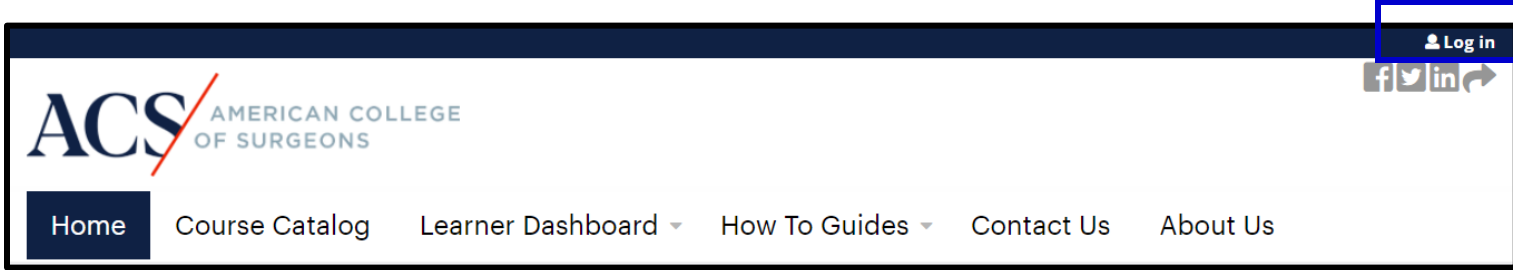 Log in
ACS AMERICAN COLLEGE
OF SURGEONS
Home Course Catalog Learner Dashboard How To Guides Contact Us About Us